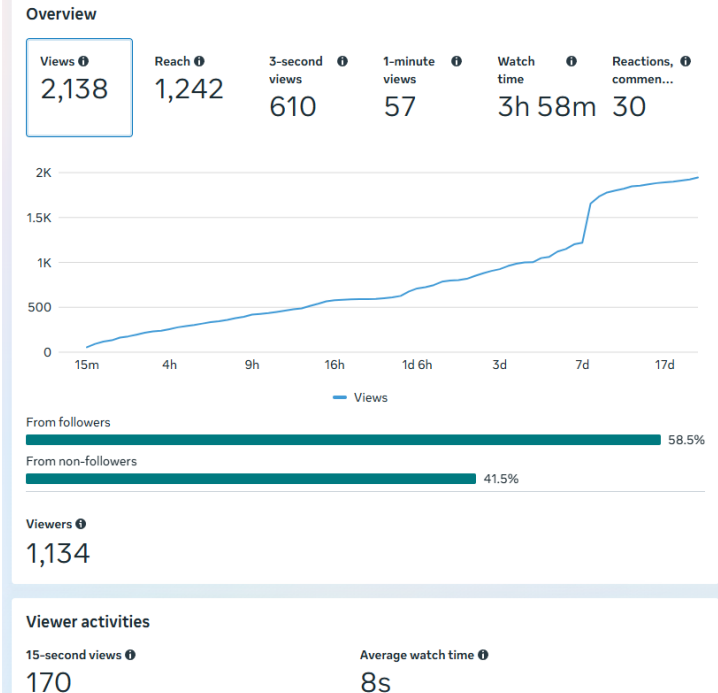 Overview
Views
2,138
Reach
1,242
3-second views
610
1-minute views
57
Watch time
3h 58m
Reactions, commen...
30
2K
1.5K
1K
500
0
15m 4h 9h 16h 1d 6h 3d 7d 17d
Views
From followers
58.5%
From non-followers
41.5%
Viewers
1,134
Viewer activities
15-second views
170
Average watch time
8s